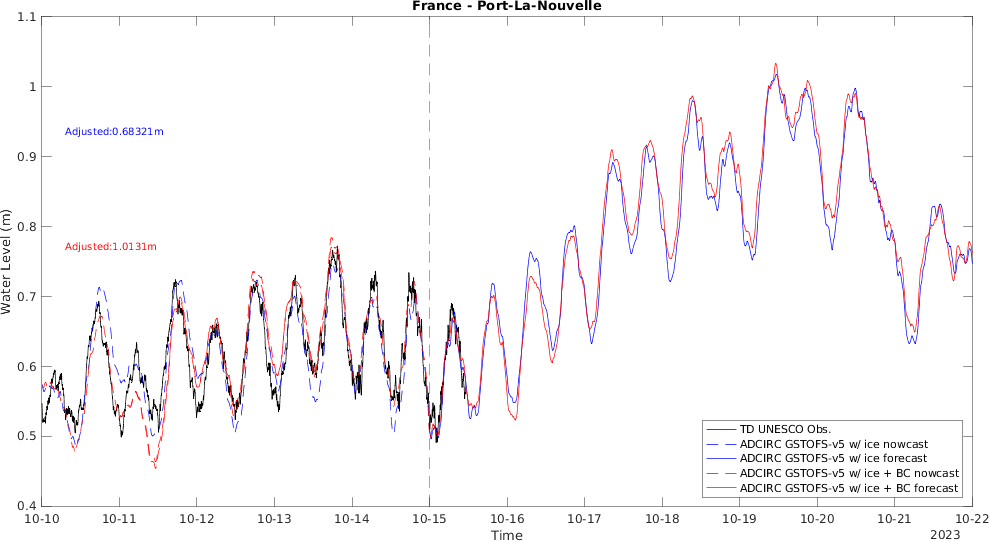 France - Port-La-Nouvelle
Water Level (m)
1.1
1
0.9
0.8
0.7
0.6
0.5
0.4
Adjusted:0.68321m
Adjusted:1.0131m
TD UNESCO Obs.
ADCIRC GSTOFS-v5 w/ ice nowcast
ADCIRC GSTOFS-v5 w/ ice forecast
ADCIRC GSTOFS-v5 w/ ice + BC nowcast
ADCIRC GSTOFS-v5 w/ ice + BC forecast
10-10 10-11 10-12 10-13 10-14 10-15 10-16 10-17 10-18 10-19 10-20 10-21 10-22
Time
2023